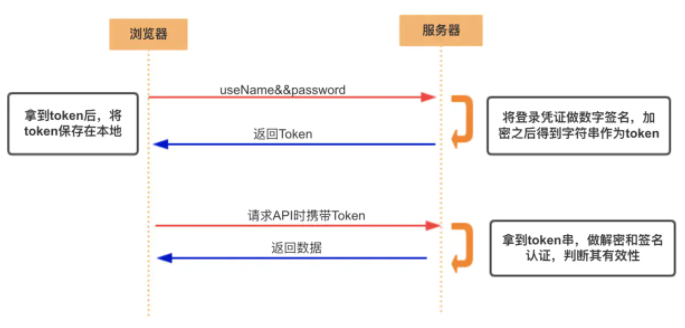 浏览器
服务器
useName&&password
拿到token后，将
token保存在本地
将登录凭证做数字签名，加
密之后得到字符串作为token
返回Token
请求API时携带Token
拿到token串，做解密和签名
认证，判断其有效性
返回数据